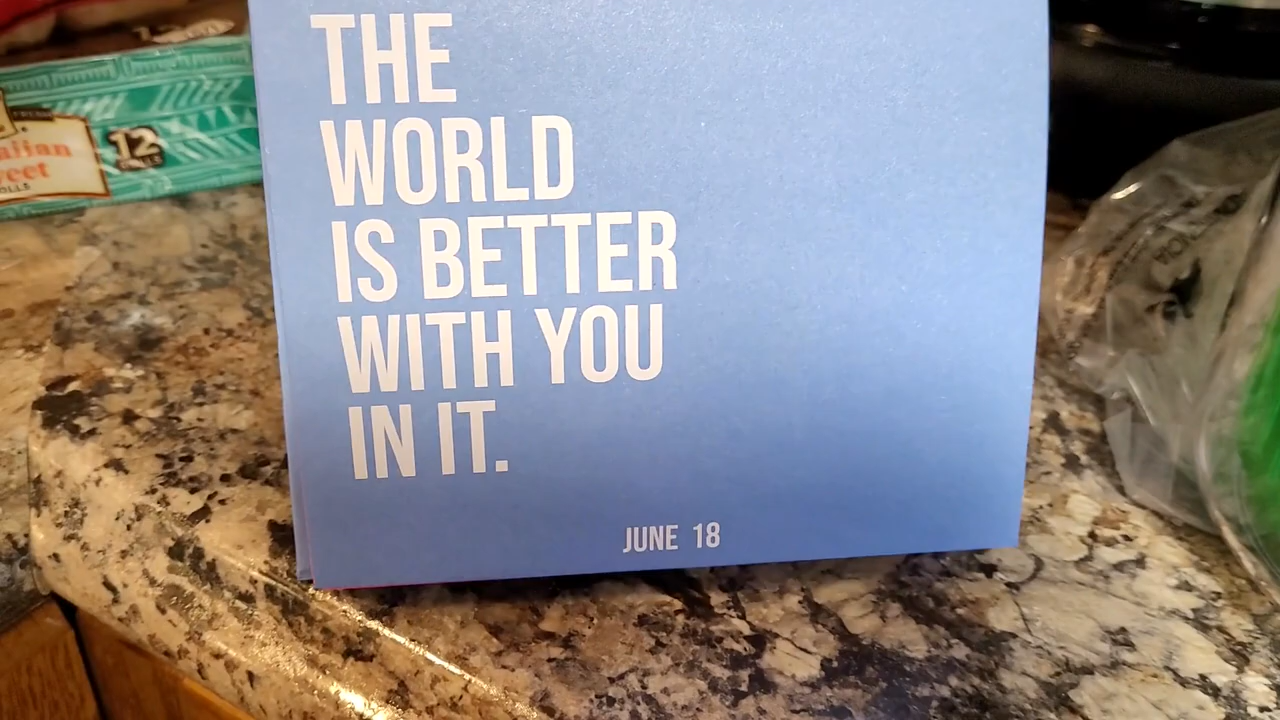 THE
WORLD
IS BETTER
WITH YOU
IN IT.
JUNE 18
12